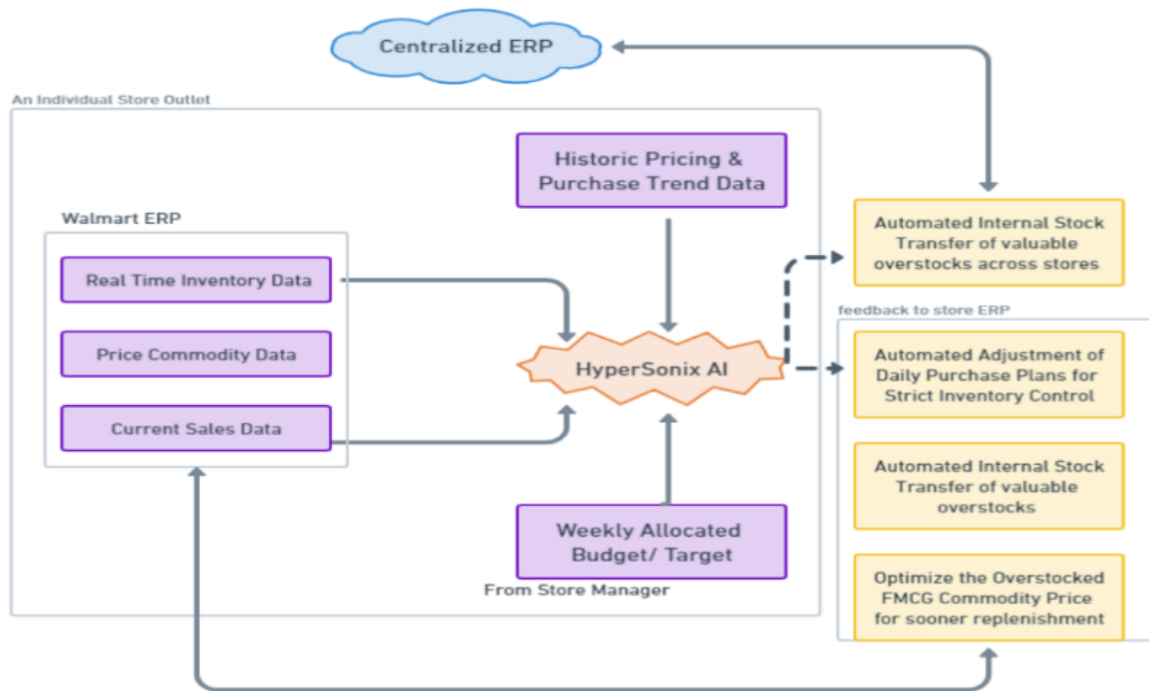 Centralized ERP
An Individual Store Outlet
Historic Pricing &
Purchase Trend Data
Walmart ERP
Real Time Inventory Data
Price Commodity Data
Current Sales Data
HyperSonix AI
Weekly Allocated
Budget/ Target
From Store Manager
Automated Internal Stock
Transfer of valuable
overstocks across stores
feedback to store ERP
Automated Adjustment of
Daily Purchase Plans for
Strict Inventory Control
Automated Internal Stock
Transfer of valuable
overstocks
Optimize the Overstocked
FMCG Commodity Price
for sooner replenishment